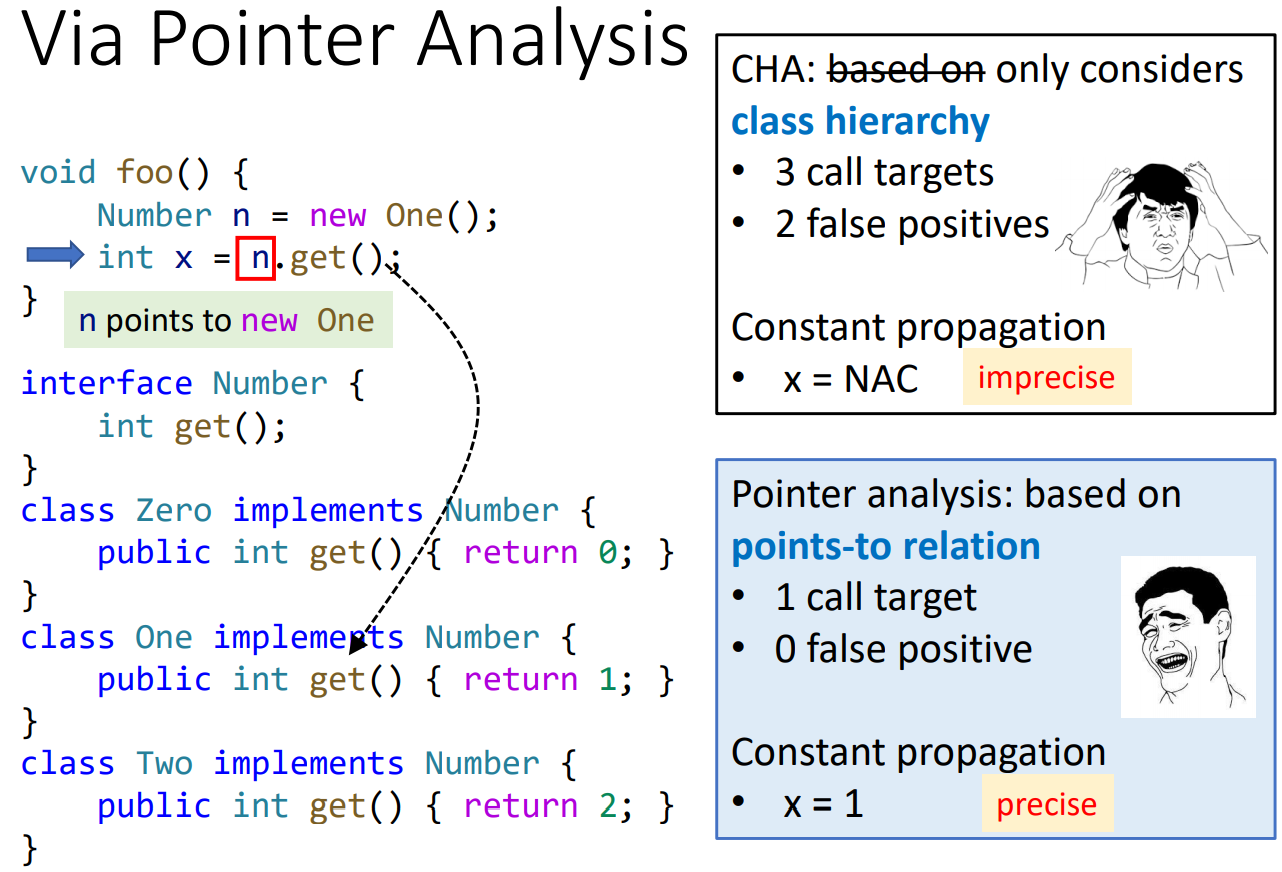 Via Pointer Analysis
void foo() {
    Number n = new One();
    int x = n.get();
}
n points to new One
interface Number {
    int get();
}
class Zero implements Number {
    public int get() { return 0; }
}
class One implements Number {
    public int get() { return 1; }
}
class Two implements Number {
    public int get() { return 2; }
}
CHA: based on only considers
class hierarchy
• 3 call targets
• 2 false positives
Constant propagation
• x = NAC
imprecise
Pointer analysis: based on
points-to relation
• 1 call target
• 0 false positive
Constant propagation
• x = 1
precise